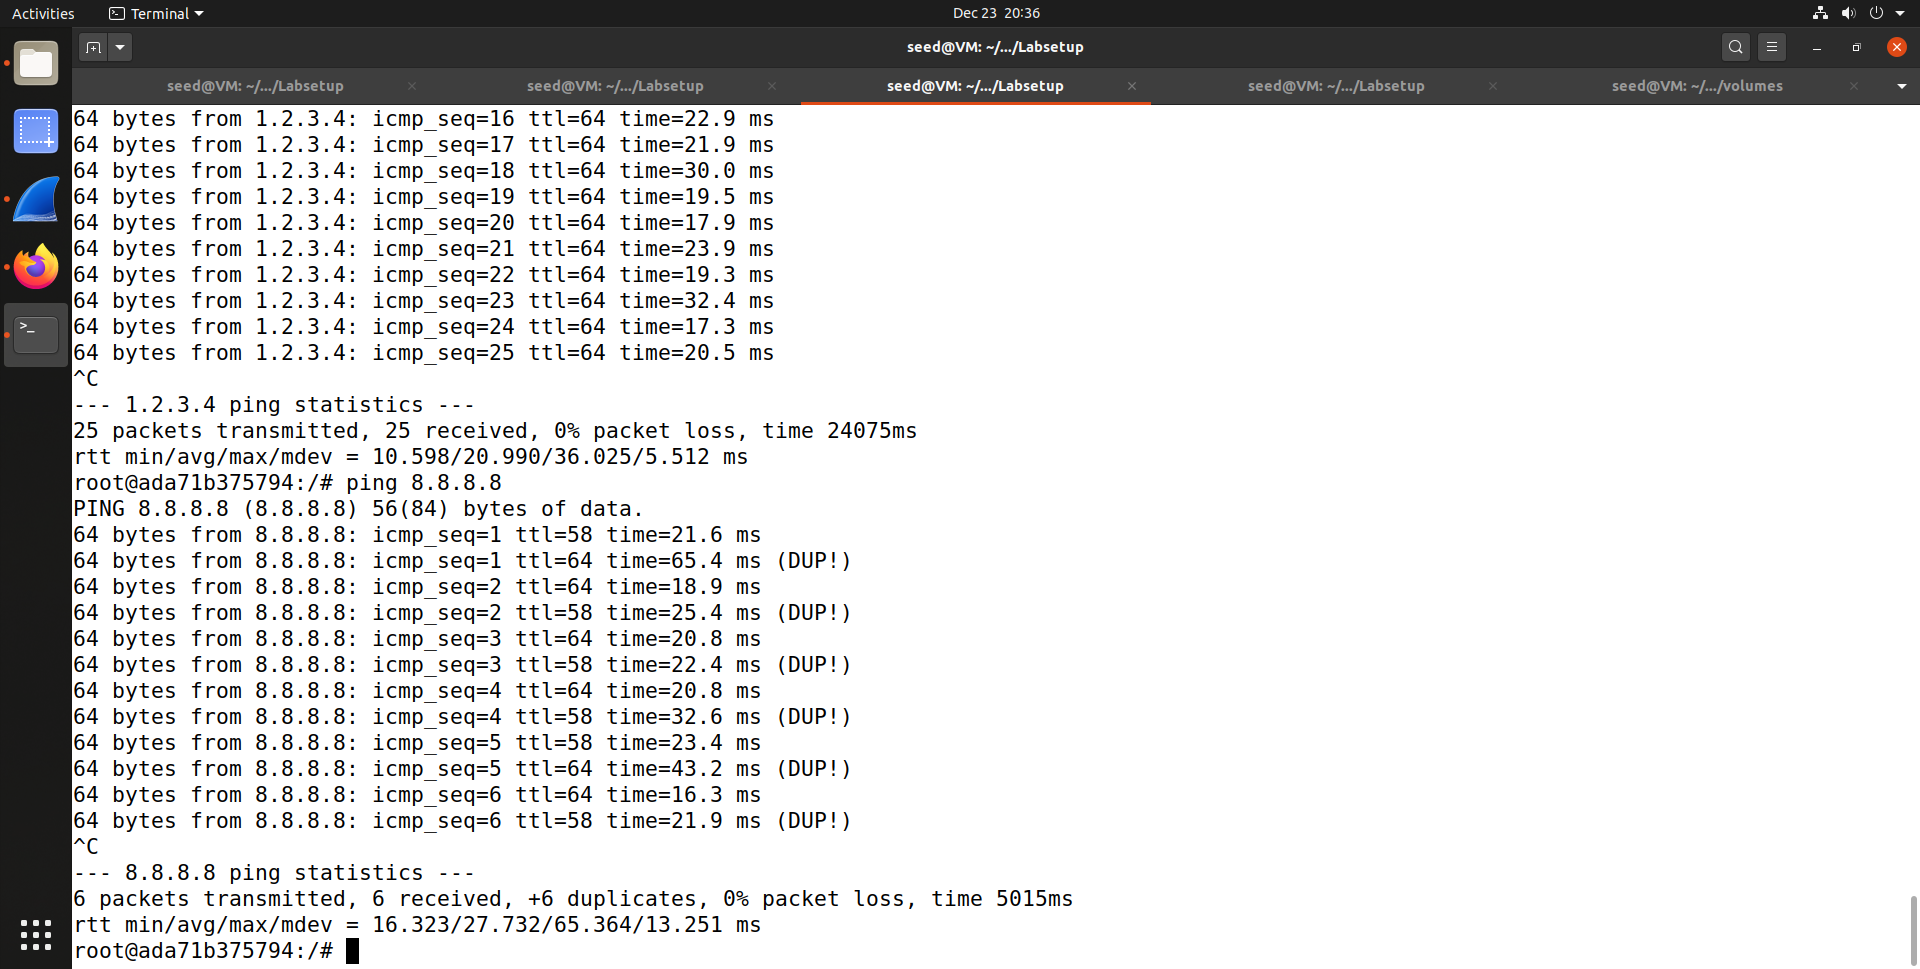 Activities
Terminal
Dec 23 20:36
seed@VM: ~/.../Labsetup
seed@VM: ~/.../Labsetup
seed@VM: ~/.../Labsetup
seed@VM: ~/.../Labsetup
seed@VM: ~/.../Labsetup
seed@VM: ~/.../volumes
64 bytes from 1.2.3.4: icmp_seq=16 ttl=64 time=22.9 ms
64 bytes from 1.2.3.4: icmp_seq=17 ttl=64 time=21.9 ms
64 bytes from 1.2.3.4: icmp_seq=18 ttl=64 time=30.0 ms
64 bytes from 1.2.3.4: icmp_seq=19 ttl=64 time=19.5 ms
64 bytes from 1.2.3.4: icmp_seq=20 ttl=64 time=17.9 ms
64 bytes from 1.2.3.4: icmp_seq=21 ttl=64 time=23.9 ms
64 bytes from 1.2.3.4: icmp_seq=22 ttl=64 time=19.3 ms
64 bytes from 1.2.3.4: icmp_seq=23 ttl=64 time=32.4 ms
64 bytes from 1.2.3.4: icmp_seq=24 ttl=64 time=17.3 ms
64 bytes from 1.2.3.4: icmp_seq=25 ttl=64 time=20.5 ms
^C
--- 1.2.3.4 ping statistics ---
25 packets transmitted, 25 received, 0% packet loss, time 24075ms
rtt min/avg/max/mdev = 10.598/20.990/36.025/5.512 ms
root@ada71b375794:/# ping 8.8.8.8
PING 8.8.8.8 (8.8.8.8) 56(84) bytes of data.
64 bytes from 8.8.8.8: icmp_seq=1 ttl=58 time=21.6 ms
64 bytes from 8.8.8.8: icmp_seq=1 ttl=64 time=65.4 ms (DUP!)
64 bytes from 8.8.8.8: icmp_seq=2 ttl=64 time=18.9 ms
64 bytes from 8.8.8.8: icmp_seq=2 ttl=58 time=25.4 ms (DUP!)
64 bytes from 8.8.8.8: icmp_seq=3 ttl=64 time=20.8 ms
64 bytes from 8.8.8.8: icmp_seq=3 ttl=58 time=22.4 ms (DUP!)
64 bytes from 8.8.8.8: icmp_seq=4 ttl=64 time=20.8 ms
64 bytes from 8.8.8.8: icmp_seq=4 ttl=58 time=32.6 ms (DUP!)
64 bytes from 8.8.8.8: icmp_seq=5 ttl=58 time=23.4 ms
64 bytes from 8.8.8.8: icmp_seq=5 ttl=64 time=43.2 ms (DUP!)
64 bytes from 8.8.8.8: icmp_seq=6 ttl=64 time=16.3 ms
64 bytes from 8.8.8.8: icmp_seq=6 ttl=58 time=21.9 ms (DUP!)
^C
--- 8.8.8.8 ping statistics ---
6 packets transmitted, 6 received, +6 duplicates, 0% packet loss, time 5015ms
rtt min/avg/max/mdev = 16.323/27.732/65.364/13.251 ms
root@ada71b375794:/#